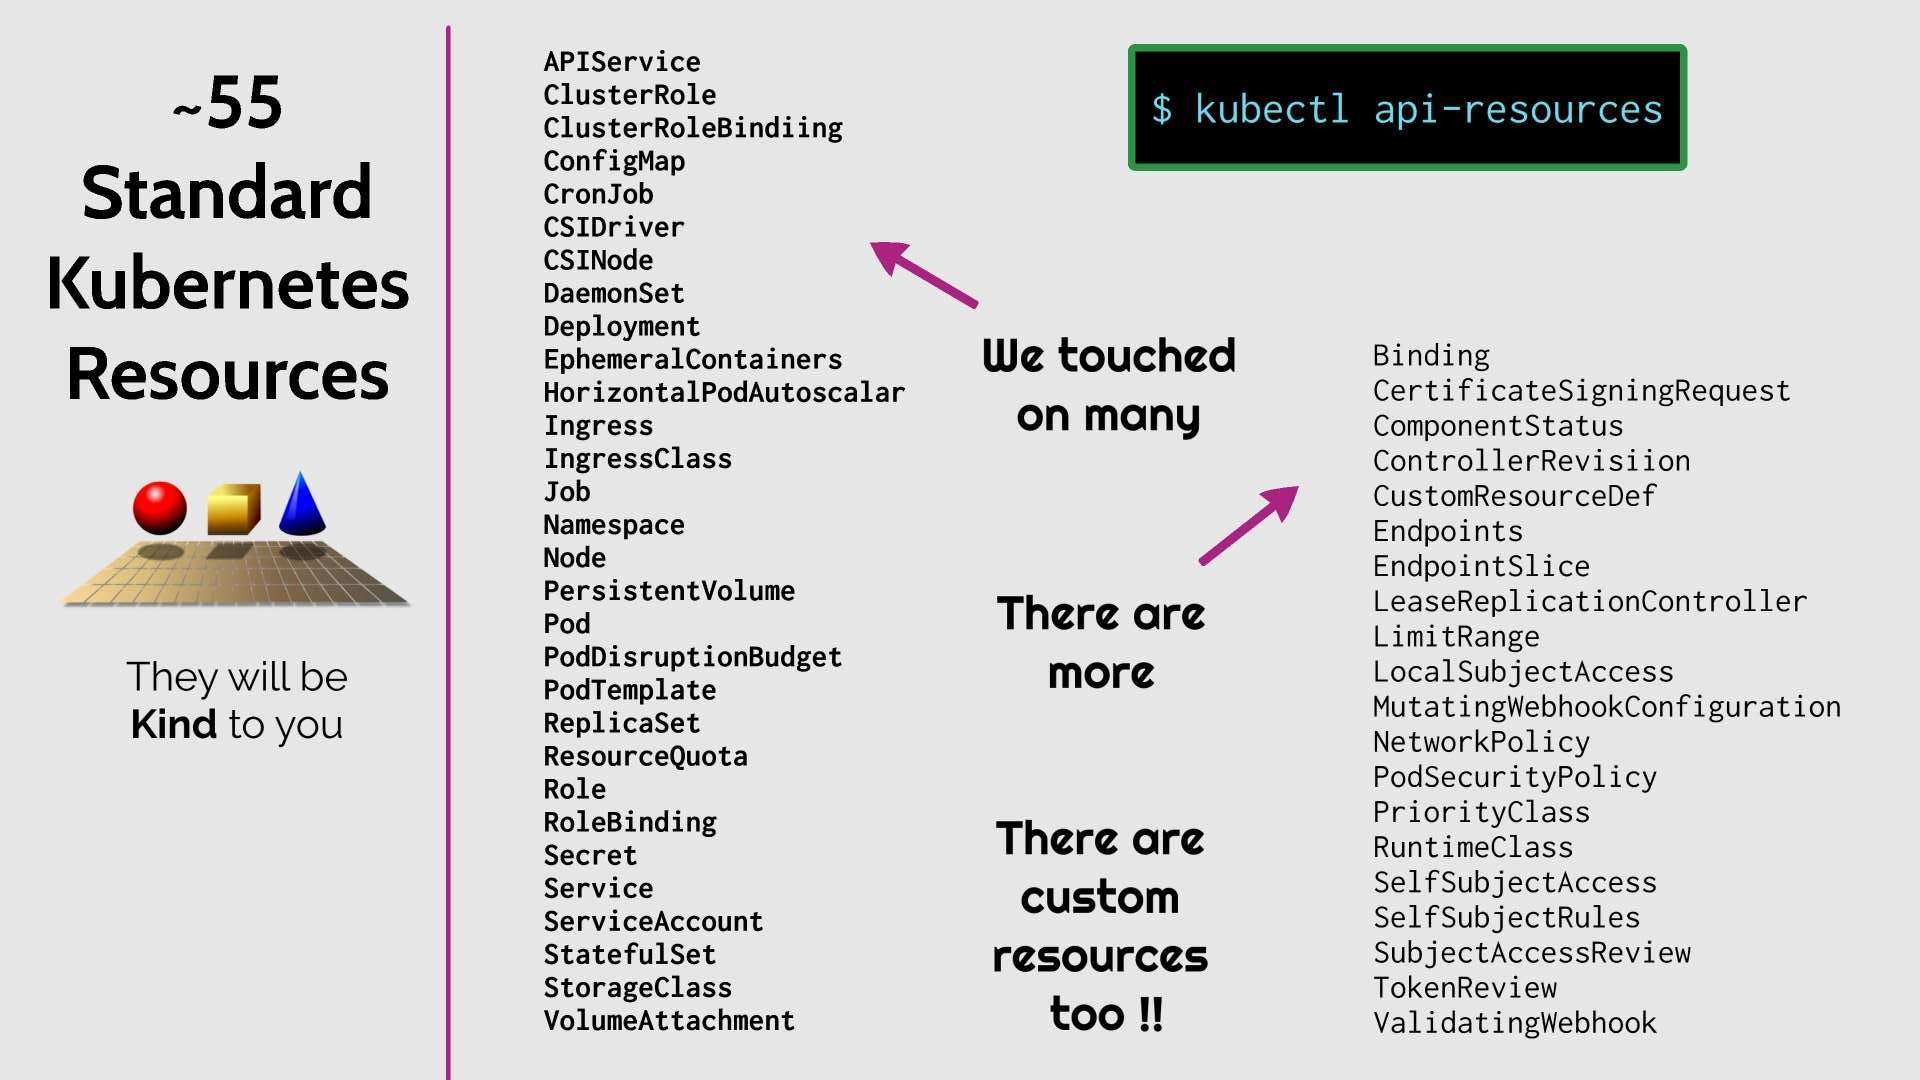 ~55
Standard
Kubernetes
Resources
They will be
Kind to you
APIService
ClusterRole
ClusterRoleBindiing
ConfigMap
CronJob
CSIDriver
CSINode
DaemonSet
Deployment
EphemeralContainers
HorizontalPodAutoscalar
Ingress
IngressClass
Job
Namespace
Node
PersistentVolume
Pod
PodDisruptionBudget
PodTemplate
ReplicaSet
ResourceQuota
Role
RoleBinding
Secret
Service
ServiceAccount
StatefulSet
StorageClass
VolumeAttachment
$ kubectl api-resources
We touched
on many
There are
more
There are
custom
resources
too !!
Binding
CertificateSigningRequest
ComponentStatus
ControllerRevisiion
CustomResourceDef
Endpoints
EndpointSlice
LeaseReplicationController
LimitRange
LocalSubjectAccess
MutatingWebhookConfiguration
NetworkPolicy
PodSecurityPolicy
PriorityClass
RuntimeClass
SelfSubjectAccess
SelfSubjectRules
SubjectAccessReview
TokenReview
ValidatingWebhook